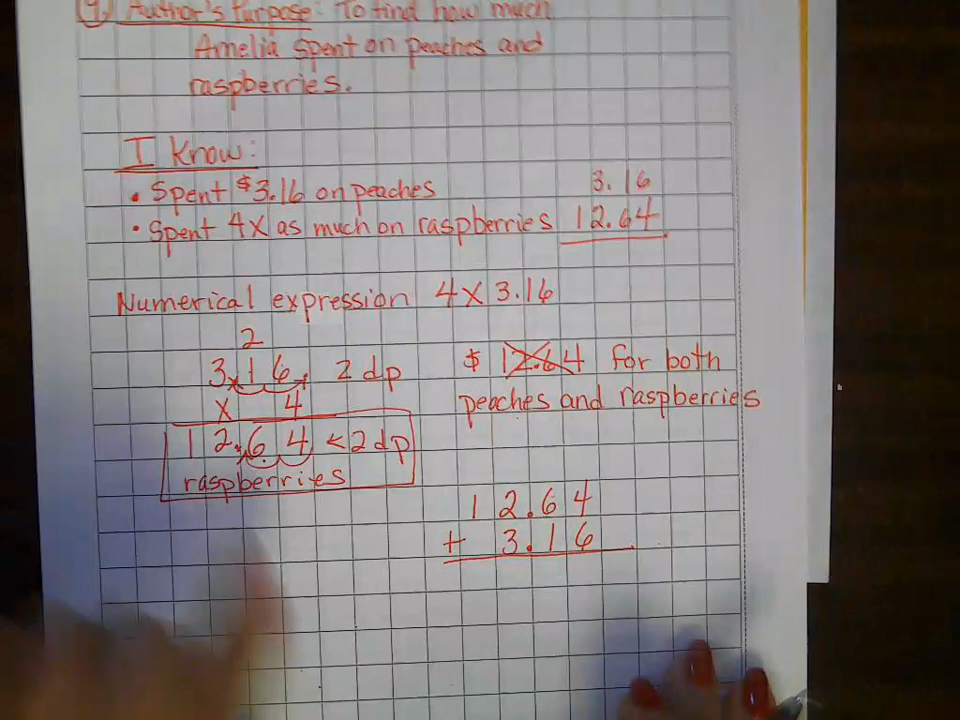 9. Author's Purpose: To find how much
Amelia spent on peaches and
raspberries.
I know:
• Spent $3.16 on peaches
3.16
• Spent 4x as much on raspberries
12.64
Numerical expression 4 x 3.16
2
3.16 2 dp
x 4
12.64 < 2 dp
raspberries
$ 12.64 for both
peaches and raspberries
12.64
+ 3.16